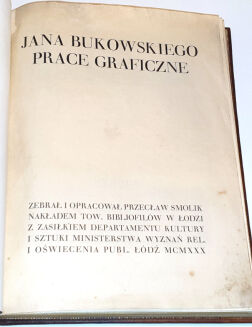 JANA BUKOWSKIEGO
PRACE GRAFICZNE
ZEBRAŁ I OPRACOWAŁ PRZECŁAW SMOLIK
NAKŁADEM TOW. BIBLJOFILÓW W ŁODZI
Z ZASIŁKIEM DEPARTAMENTU KULTURY
I SZTUKI MINISTERSTWA WYZNAŃ REL.
I OŚWIECENIA PUBL. ŁÓDŹ MCMXXX